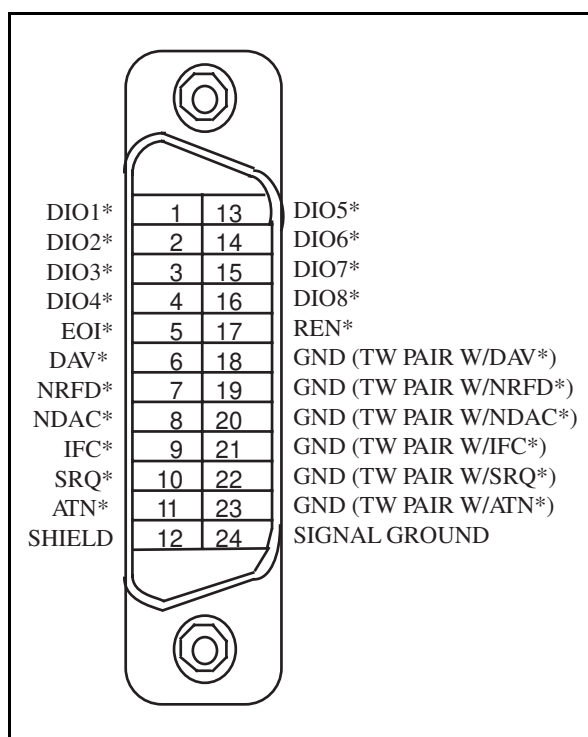 DIO1* 1 13 DIO5*
DIO2* 2 14 DIO6*
DIO3* 3 15 DIO7*
DIO4* 4 16 DIO8*
EOI* 5 17 REN*
DAV* 6 18 GND (TW PAIR W/DAV*)
NRFD* 7 19 GND (TW PAIR W/NRFD*)
NDAC* 8 20 GND (TW PAIR W/NDAC*)
IFC* 9 21 GND (TW PAIR W/IFC*)
SRQ* 10 22 GND (TW PAIR W/SRQ*)
ATN* 11 23 GND (TW PAIR W/ATN*)
SHIELD 12 24 SIGNAL GROUND